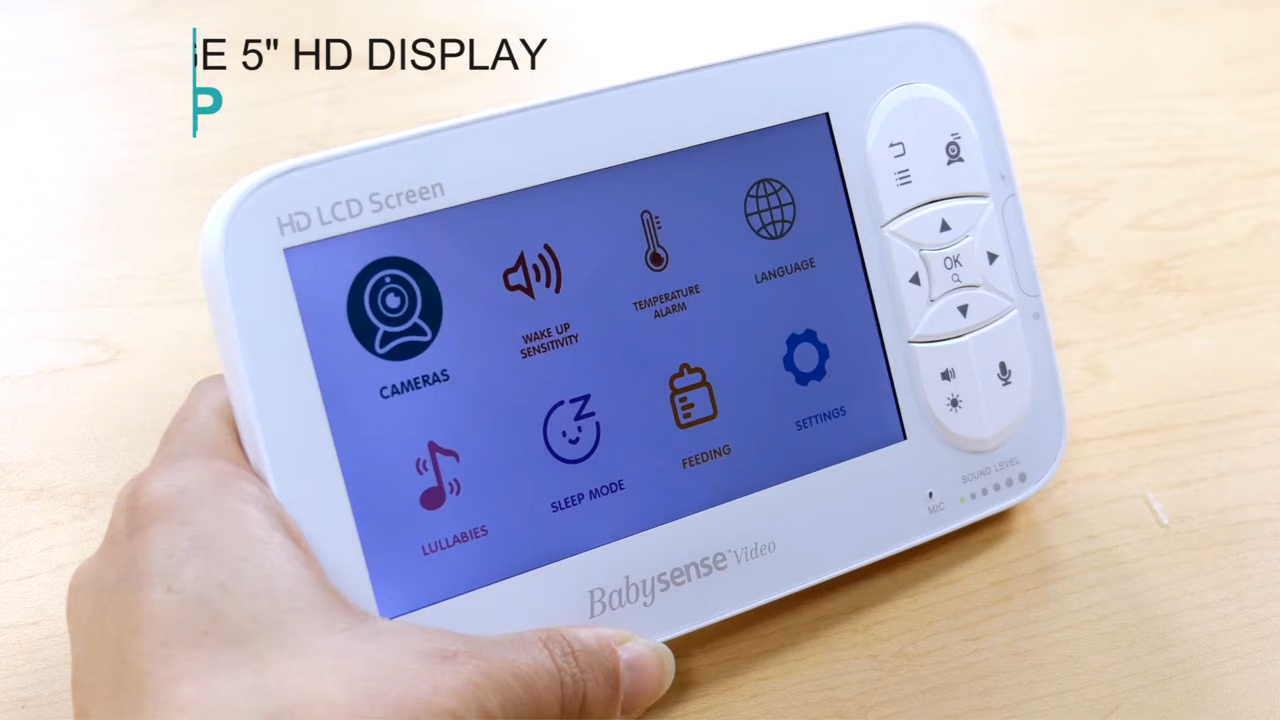 E 5" HD DISPLAY
P
HD LCD Screen
CAMERAS
WAKE UP
SENSITIVITY
TEMPERATURE
ALARM
LANGUAGE
LULLABIES
SLEEP MODE
FEEDING
SETTINGS
OK
SOUND LEVEL
MIC
Babysense™ Video